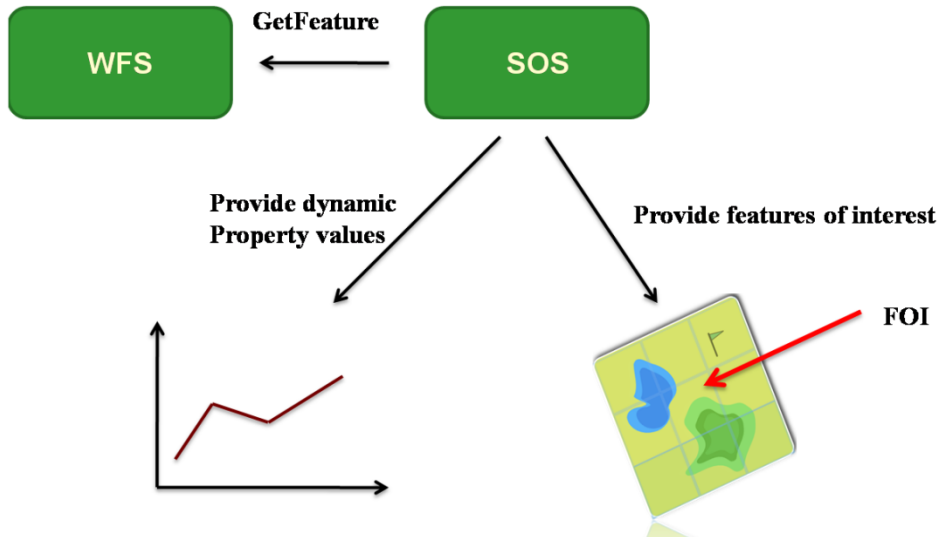 GetFeature
WFS
SOS
Provide dynamic
Property values
Provide features of interest
FOI